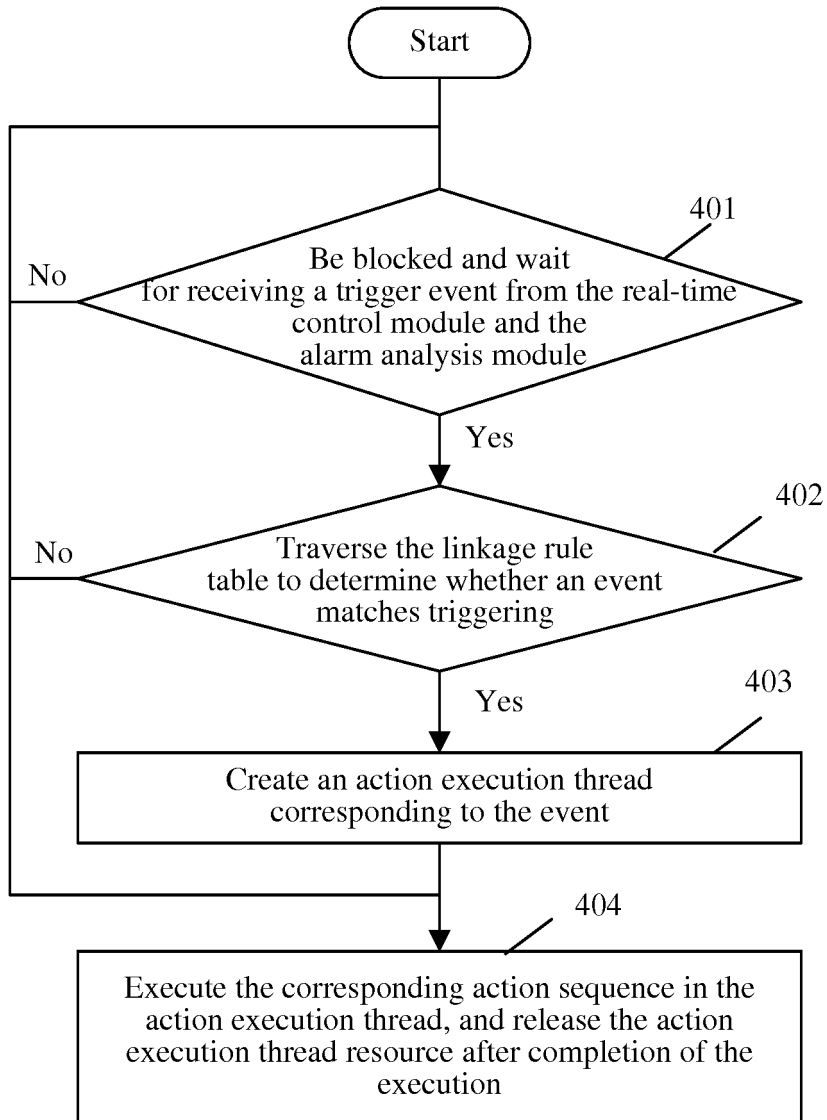 Start
401
No
Be blocked and wait
for receiving a trigger event from the real-time
control module and the
alarm analysis module
Yes
402
No
Traverse the linkage rule
table to determine whether an event
matches triggering
Yes
403
Create an action execution thread
corresponding to the event
404
Execute the corresponding action sequence in the
action execution thread, and release the action
execution thread resource after completion of the
execution